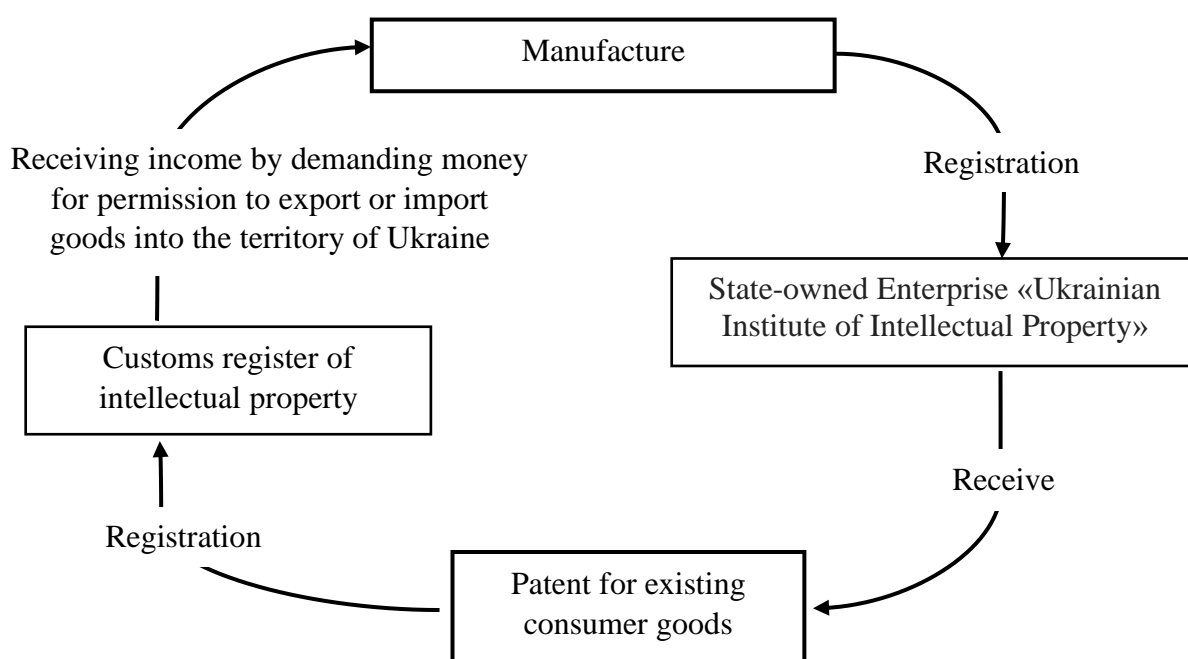 Manufacture
Receiving income by demanding money
for permission to export or import
goods into the territory of Ukraine
Registration
State-owned Enterprise «Ukrainian
Institute of Intellectual Property»
Customs register of
intellectual property
Receive
Registration
Patent for existing
consumer goods